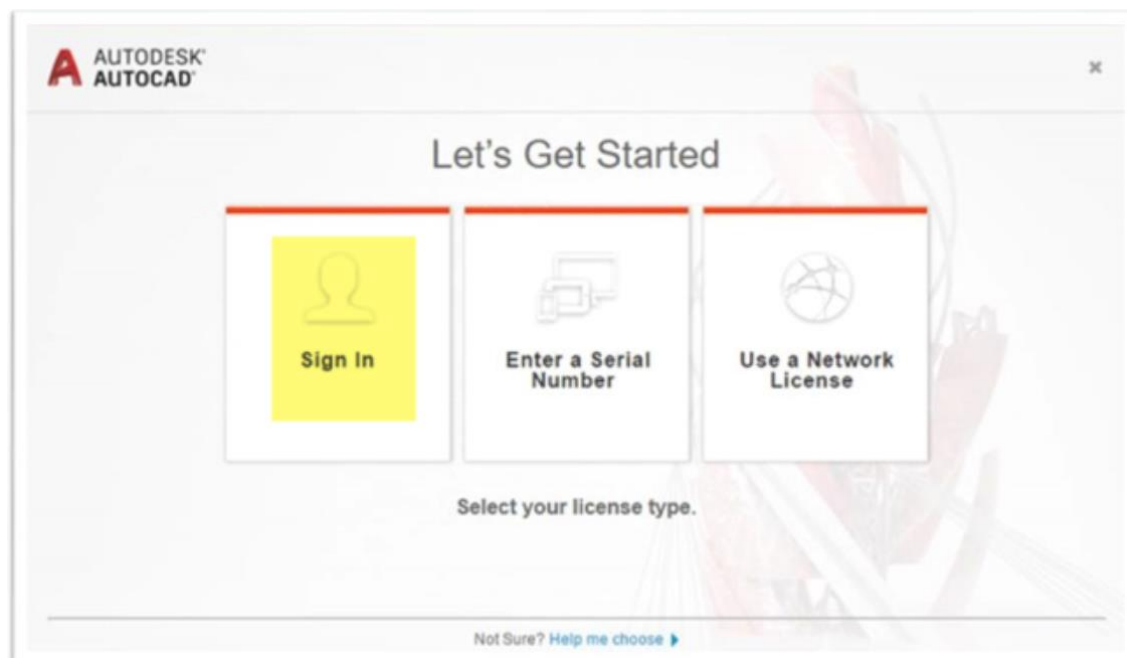 AUTODESK®
AUTOCAD®
Let's Get Started
Sign In
Enter a Serial
Number
Use a Network
License
Select your license type.
Not Sure? Help me choose